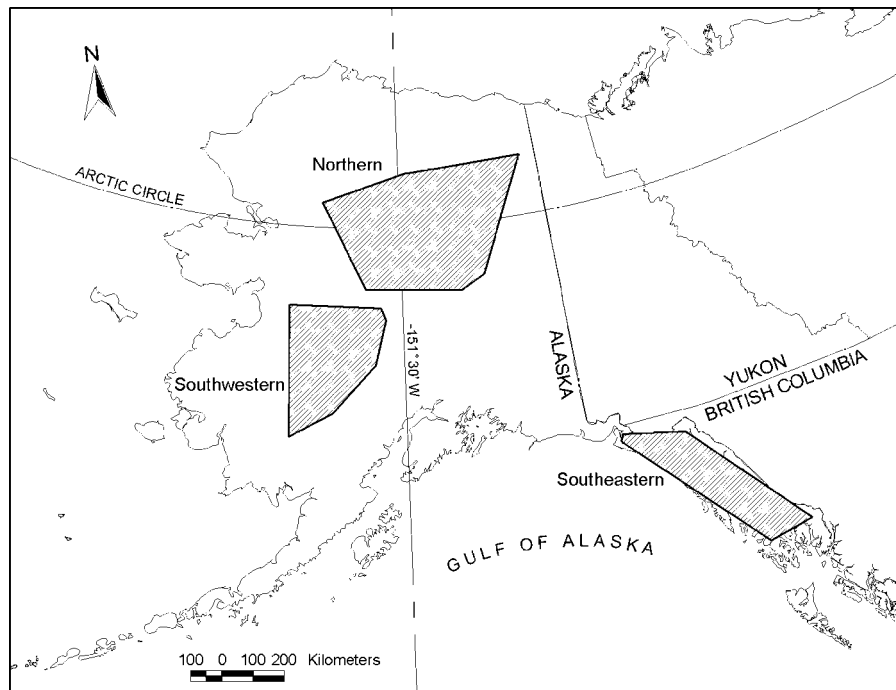 N
Northern
ARCTIC CIRCLE
-151° 30' W
ALASKA
YUKON
BRITISH COLUMBIA
Southwestern
Southeastern
GULF OF ALASKA
100 0 100 200 Kilometers